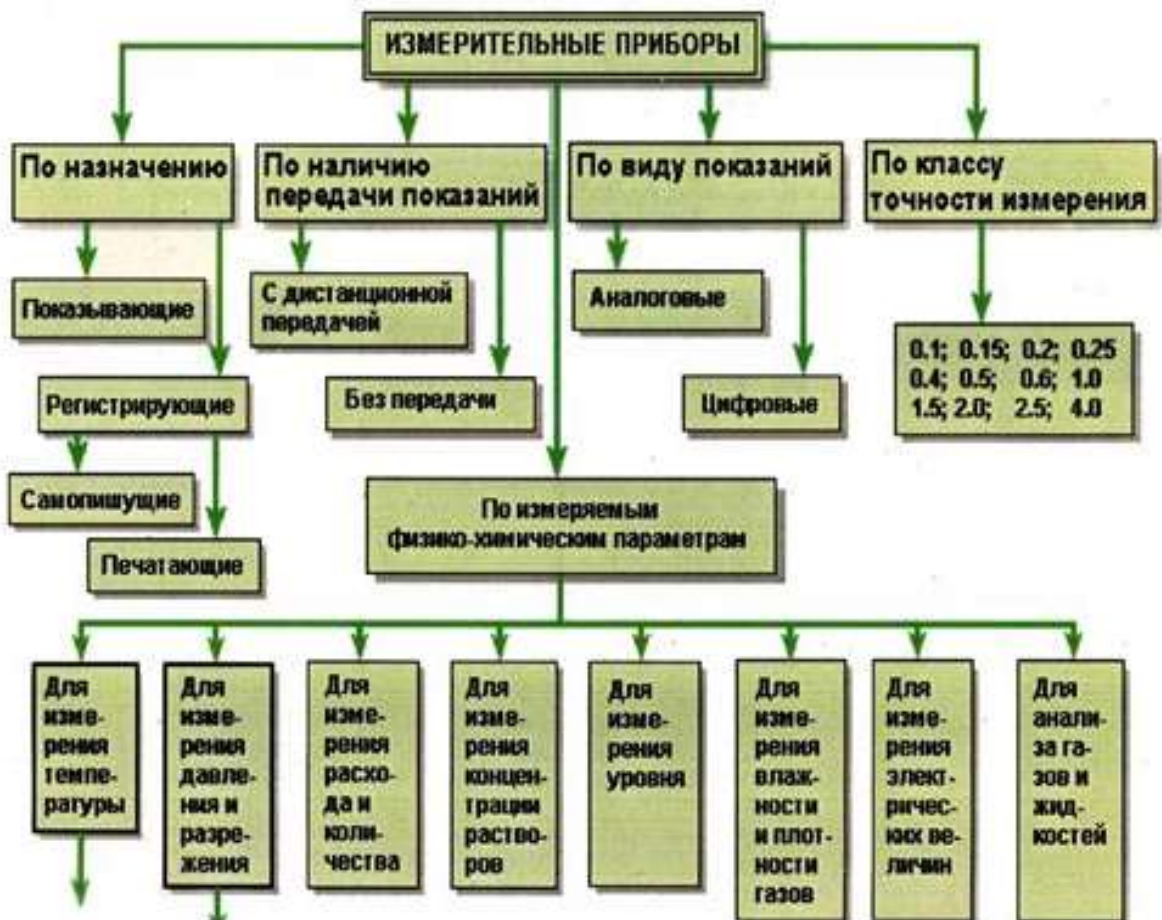 ИЗМЕРИТЕЛЬНЫЕ ПРИБОРЫ
По назначению
По наличию
передачи показаний
По виду показаний
По классу
точности измерения
Показывающие
С дистанционной
передачей
Аналоговые
0.1; 0.15; 0.2; 0.25
0.4; 0.5; 0.6; 1.0
1.5; 2.0; 2.5; 4.0
Регистрирующие
Без передачи
Цифровые
Самопишущие
Печатающие
По измеряемым
физико-химическим параметрам
Для
изме-
рения
темпе-
ратуры
Для
изме-
рения
давле-
ния и
разре-
жения
Для
изме-
рения
расхо-
да и
коли-
чества
Для
изме-
рения
концен-
трации
раство-
ров
Для
изме-
рения
уровня
Для
изме-
рения
влаж-
ности
и плот-
ности
газов
Для
изме-
рения
элект-
ричес-
ких ве-
личин
Для
анали-
за га-
зов и
жид-
костей